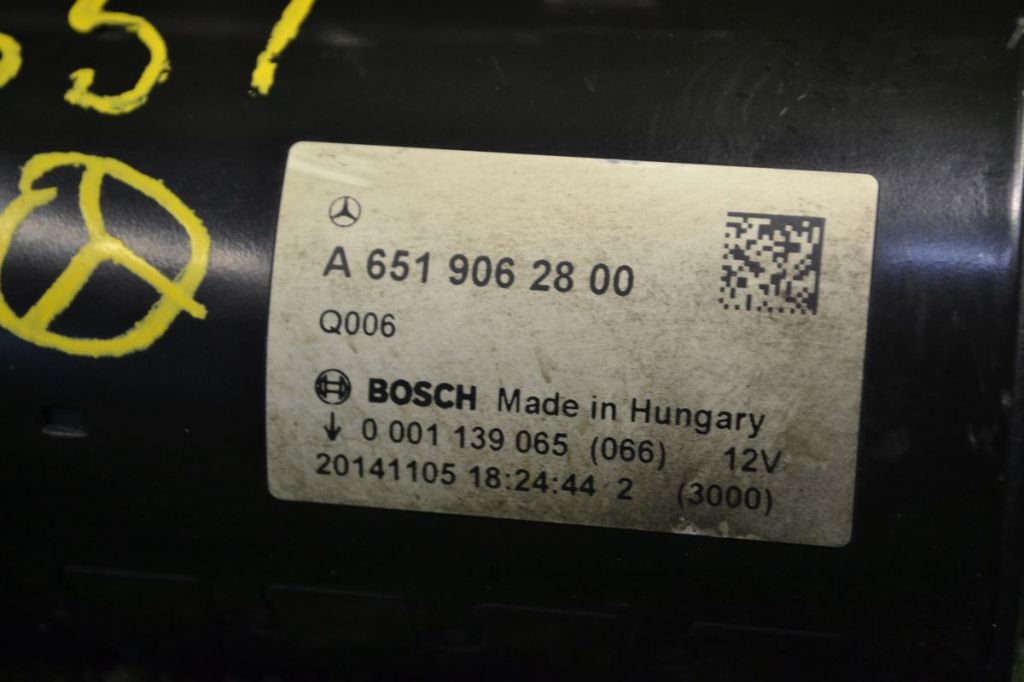 51
A 651 906 28 00
Q006
BOSCH Made in Hungary
↓ 0 001 139 065 (066) 12V
20141105 18:24:44 2 (3000)